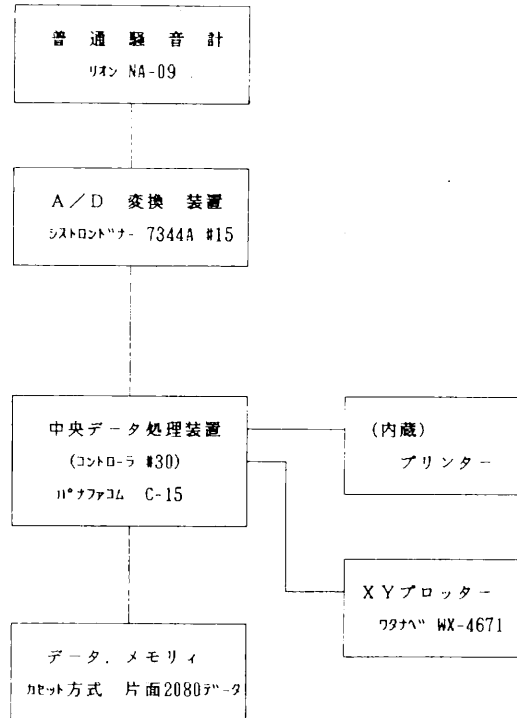 普通騒音計
ﾘｵﾝ NA-09
A／D 変換 装置
ｼｽﾄﾛﾝﾄﾞﾅｰ 7344A #15
中央データ処理装置
(ｺﾝﾄﾛｰﾗ #30)
ﾊﾟﾅﾌｧｺﾑ C-15
(内蔵)
プリンター
XYプロッター
ﾜﾀﾅﾍﾞ WX-4671
データ．メモリィ
ｶｾｯﾄ方式 片面2080ﾃﾞｰﾀ